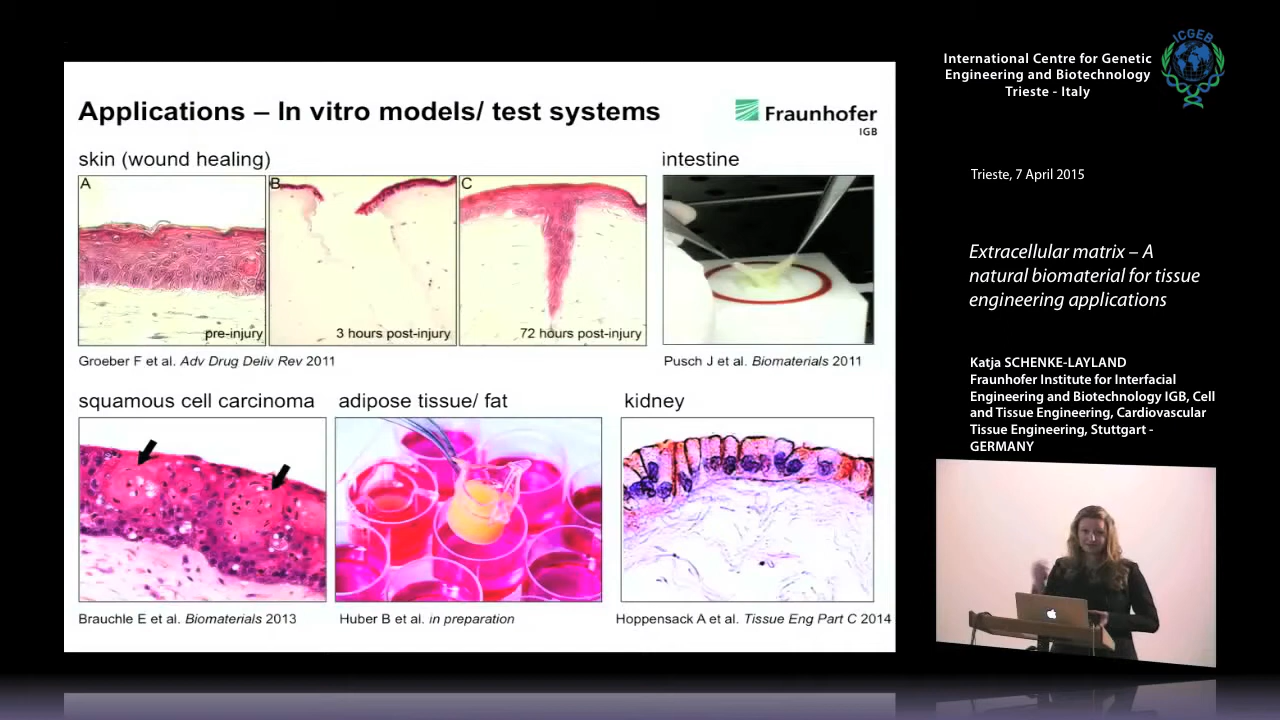 Applications – In vitro models/ test systems
Fraunhofer
IGB
skin (wound healing)
intestine
A
B
C
pre-injury
3 hours post-injury
72 hours post-injury
Groeber F et al. Adv Drug Deliv Rev 2011
Pusch J et al. Biomaterials 2011
squamous cell carcinoma
adipose tissue/ fat
kidney
Brauchle E et al. Biomaterials 2013
Huber B et al. in preparation
Hoppensack A et al. Tissue Eng Part C 2014
International Centre for Genetic
Engineering and Biotechnology
Trieste - Italy
ICGEB
Trieste, 7 April 2015
Extracellular matrix – A
natural biomaterial for tissue
engineering applications
Katja SCHENKE-LAYLAND
Fraunhofer Institute for Interfacial
Engineering and Biotechnology IGB, Cell
and Tissue Engineering, Cardiovascular
Tissue Engineering, Stuttgart -
GERMANY